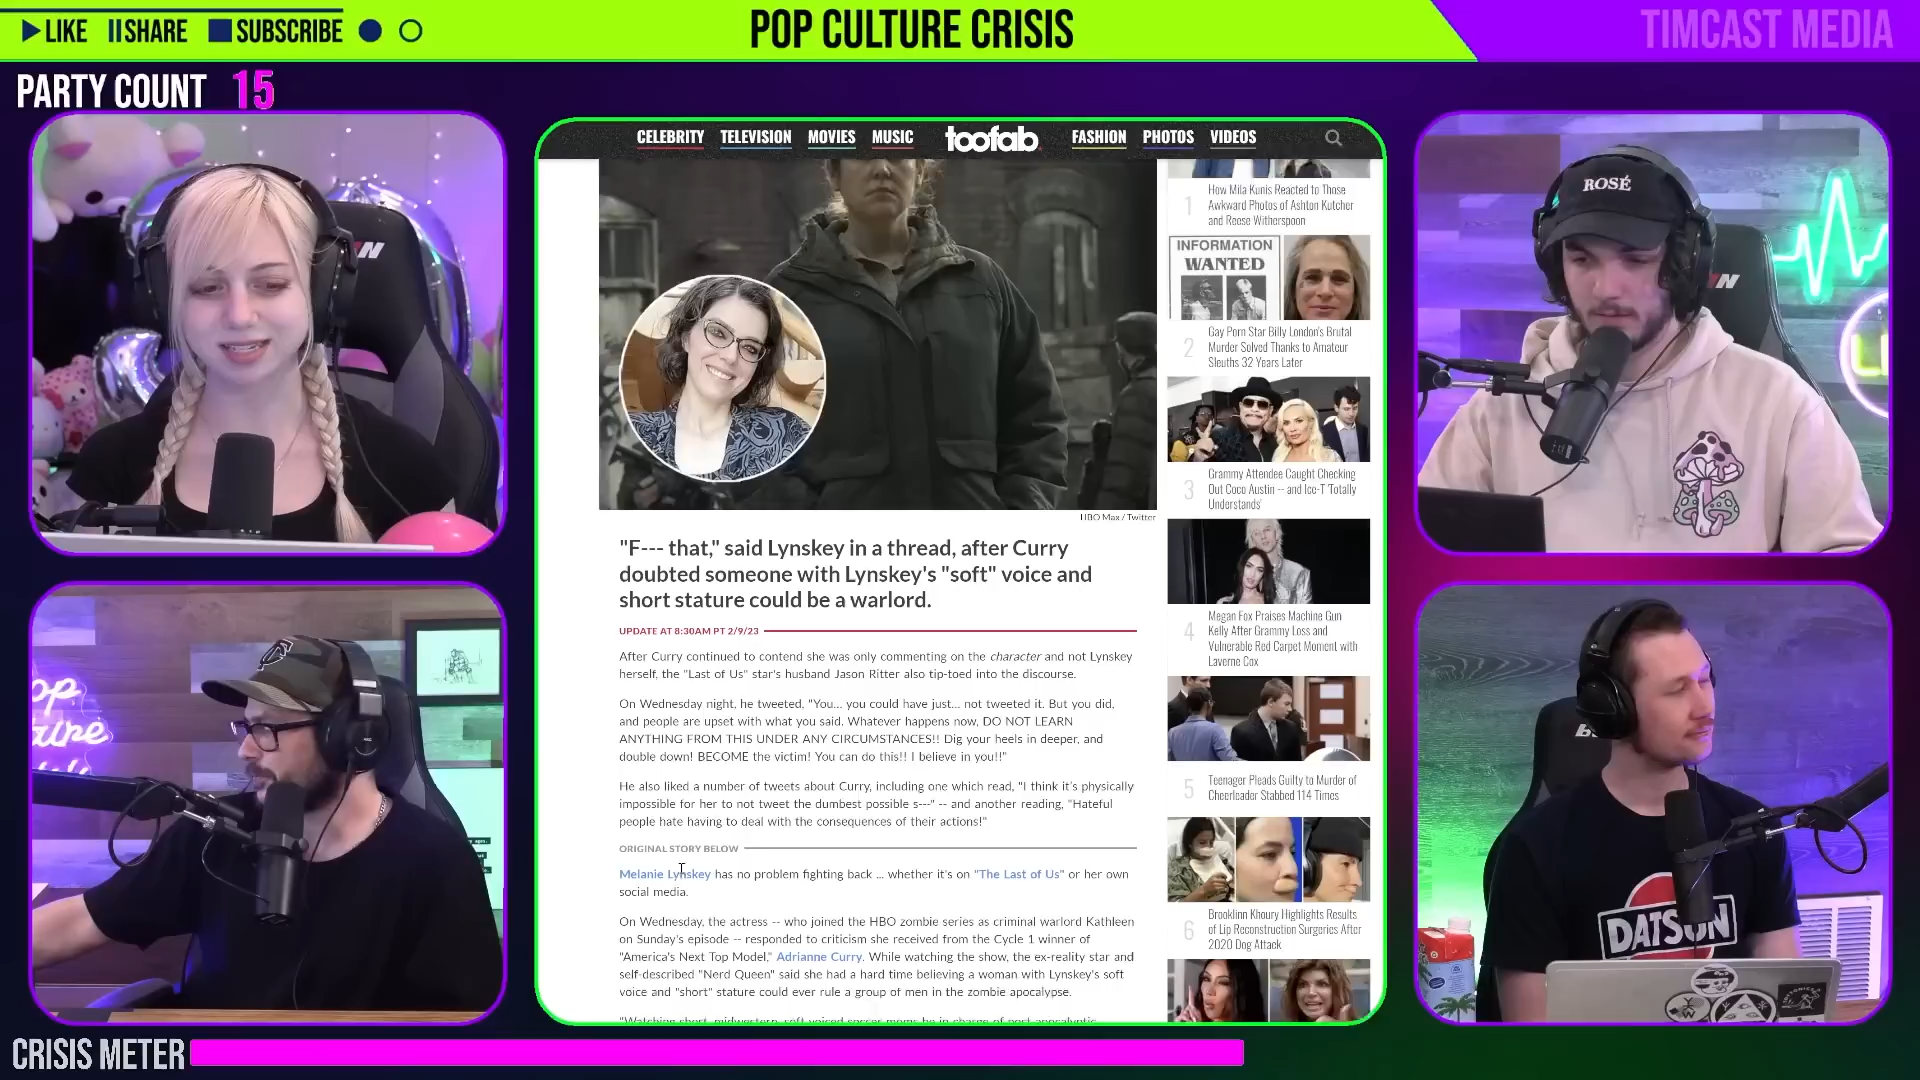 LIKE SHARE SUBSCRIBE
POP CULTURE CRISIS
TIMCAST MEDIA
PARTY COUNT 15
CELEBRITY TELEVISION MOVIES MUSIC toofab FASHION PHOTOS VIDEOS
HBO Max / Twitter
"F--- that," said Lynskey in a thread, after Curry
doubted someone with Lynskey's "soft" voice and
short stature could be a warlord.
UPDATE AT 8:30AM PT 2/9/23
After Curry continued to contend she was only commenting on the character and not Lynskey
herself, the "Last of Us" star's husband Jason Ritter also tip-toed into the discourse.
On Wednesday night, he tweeted, "You... you could have just... not tweeted it. But you did,
and people are upset with what you said. Whatever happens now, DO NOT LEARN
ANYTHING FROM THIS UNDER ANY CIRCUMSTANCES!! Dig your heels in deeper, and
double down! BECOME the victim! You can do this!! I believe in you!!"
He also liked a number of tweets about Curry, including one which read, "I think it's physically
impossible for her to not tweet the dumbest possible s---" -- and another reading, "Hateful
people hate having to deal with the consequences of their actions!"
ORIGINAL STORY BELOW
Melanie Lynskey has no problem fighting back ... whether it's on "The Last of Us" or her own
social media.
On Wednesday, the actress -- who joined the HBO zombie series as criminal warlord Kathleen
on Sunday's episode -- responded to criticism she received from the Cycle 1 winner of
"America's Next Top Model," Adrianne Curry. While watching the show, the ex-reality star and
self-described "Nerd Queen" said she had a hard time believing a woman with Lynskey's soft
voice and "short" stature could ever rule a group of men in the zombie apocalypse.
"Watching short, midwestern, soft voiced soccer moms be in charge of post-apocalyptic
1
How Mila Kunis Reacted to Those
Awkward Photos of Ashton Kutcher
and Reese Witherspoon
INFORMATION
WANTED
2
Gay Porn Star Billy London's Brutal
Murder Solved Thanks to Amateur
Sleuths 32 Years Later
3
Grammy Attendee Caught Checking
Out Coco Austin -- and Ice-T 'Totally
Understands'
4
Megan Fox Praises Machine Gun
Kelly After Grammy Loss and
Vulnerable Red Carpet Moment with
Laverne Cox
5
Teenager Pleads Guilty to Murder of
Cheerleader Stabbed 114 Times
6
Brooklinn Khoury Highlights Results
of Lip Reconstruction Surgeries After
2020 Dog Attack
ROSÉ
DATSUN
CRISIS METER